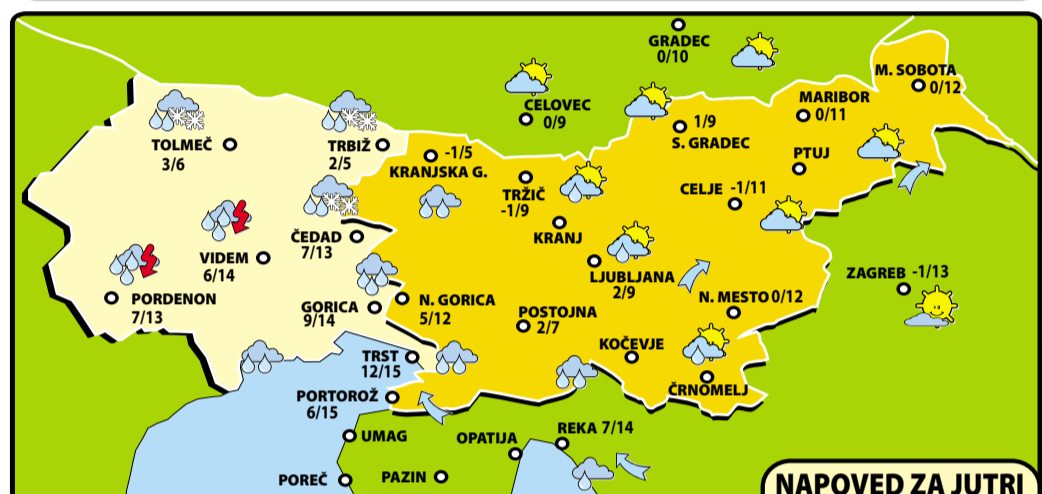 GRADEC
0/10
M. SOBOTA
0/12
CELOVEC
0/9
MARIBOR
0/11
1/9
S. GRADEC
TOLMEČ
3/6
TRBIŽ
2/5
-1/5
KRANJSKA G.
PTUJ
TRŽIČ
-1/9
CELJE -1/11
KRANJ
ČEDAD
7/13
VIDEM
6/14
LJUBLJANA
2/9
ZAGREB -1/13
PORDENON
7/13
GORICA
9/14
N. GORICA
5/12
N. MESTO 0/12
POSTOJNA
2/7
KOČEVJE
TRST
12/15
ČRNOMELJ
PORTOROŽ
6/15
UMAG
OPATIJA
REKA 7/14
POREČ
PAZIN
NAPOVED ZA JUTRI